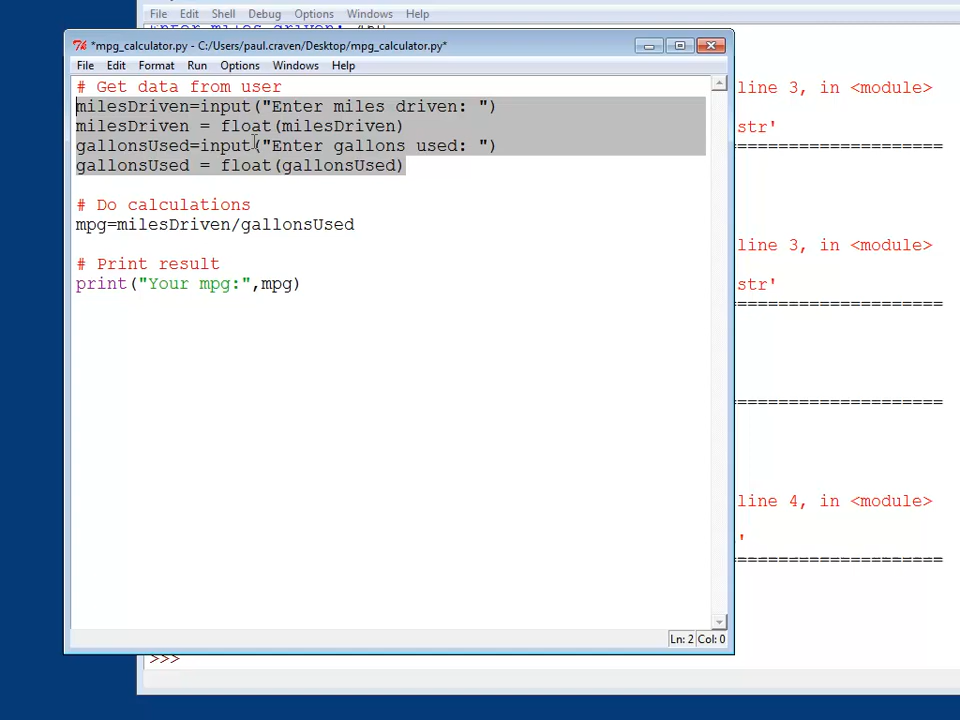 File Edit Shell Debug Options Windows Help
*mpg_calculator.py - C:/Users/paul.craven/Desktop/mpg_calculator.py*
File Edit Format Run Options Windows Help
# Get data from user
milesDriven=input("Enter miles driven: ")
milesDriven = float(milesDriven)
gallonsUsed=input("Enter gallons used: ")
gallonsUsed = float(gallonsUsed)
# Do calculations
mpg=milesDriven/gallonsUsed
# Print result
print("Your mpg:",mpg)
Ln: 2 Col: 0
line 3, in <module>
str'
====================
line 3, in <module>
str'
====================
====================
line 4, in <module>
'
====================
>>>